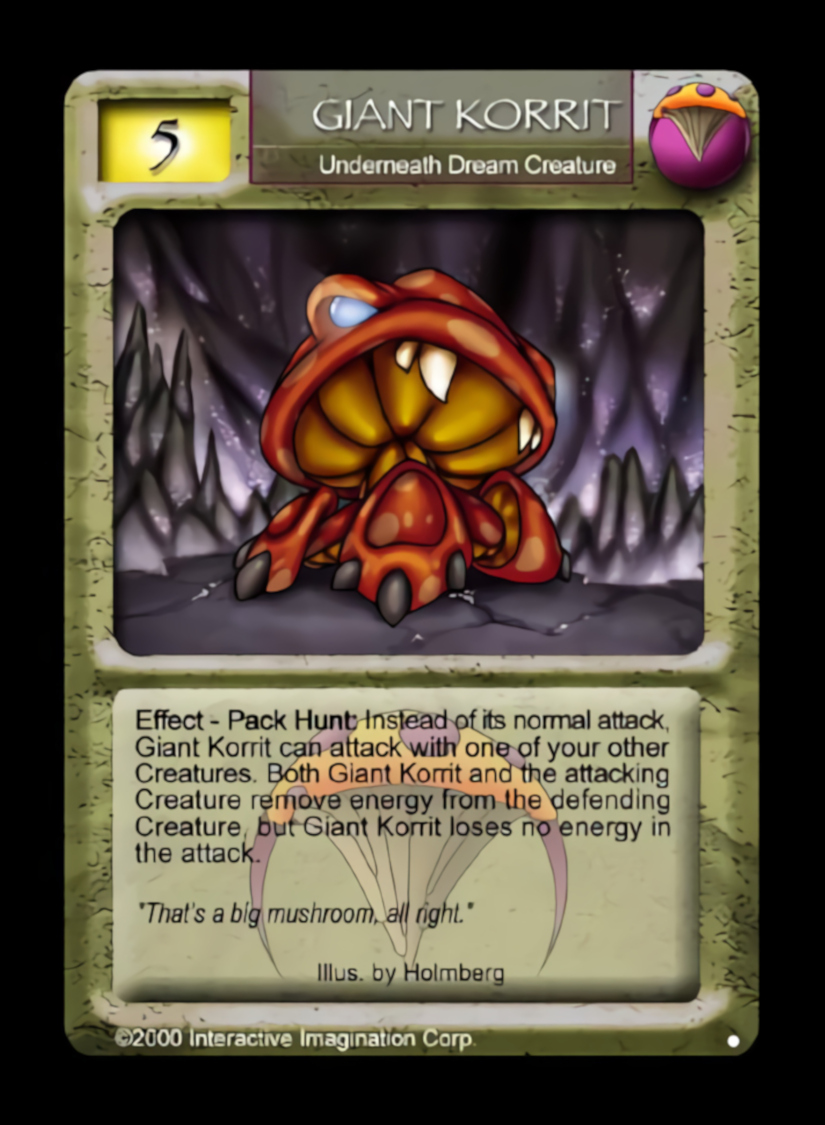 5
GIANT KORRIT
Underneath Dream Creature
Effect - Pack Hunt: Instead of its normal attack,
Giant Korrit can attack with one of your other
Creatures. Both Giant Korrit and the attacking
Creature remove energy from the defending
Creature, but Giant Korrit loses no energy in
the attack.
"That's a big mushroom, all right."
Illus. by Holmberg
©2000 Interactive Imagination Corp.